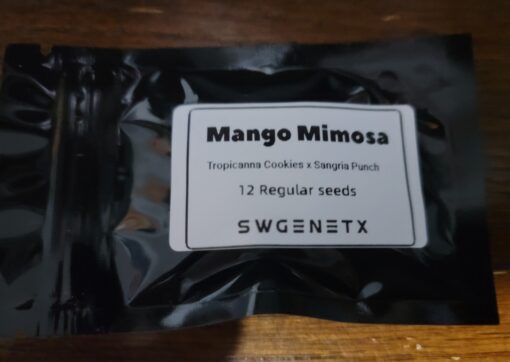 Mango Mimosa
Tropicanna Cookies x Sangria Punch
12 Regular seeds
SWGENETX